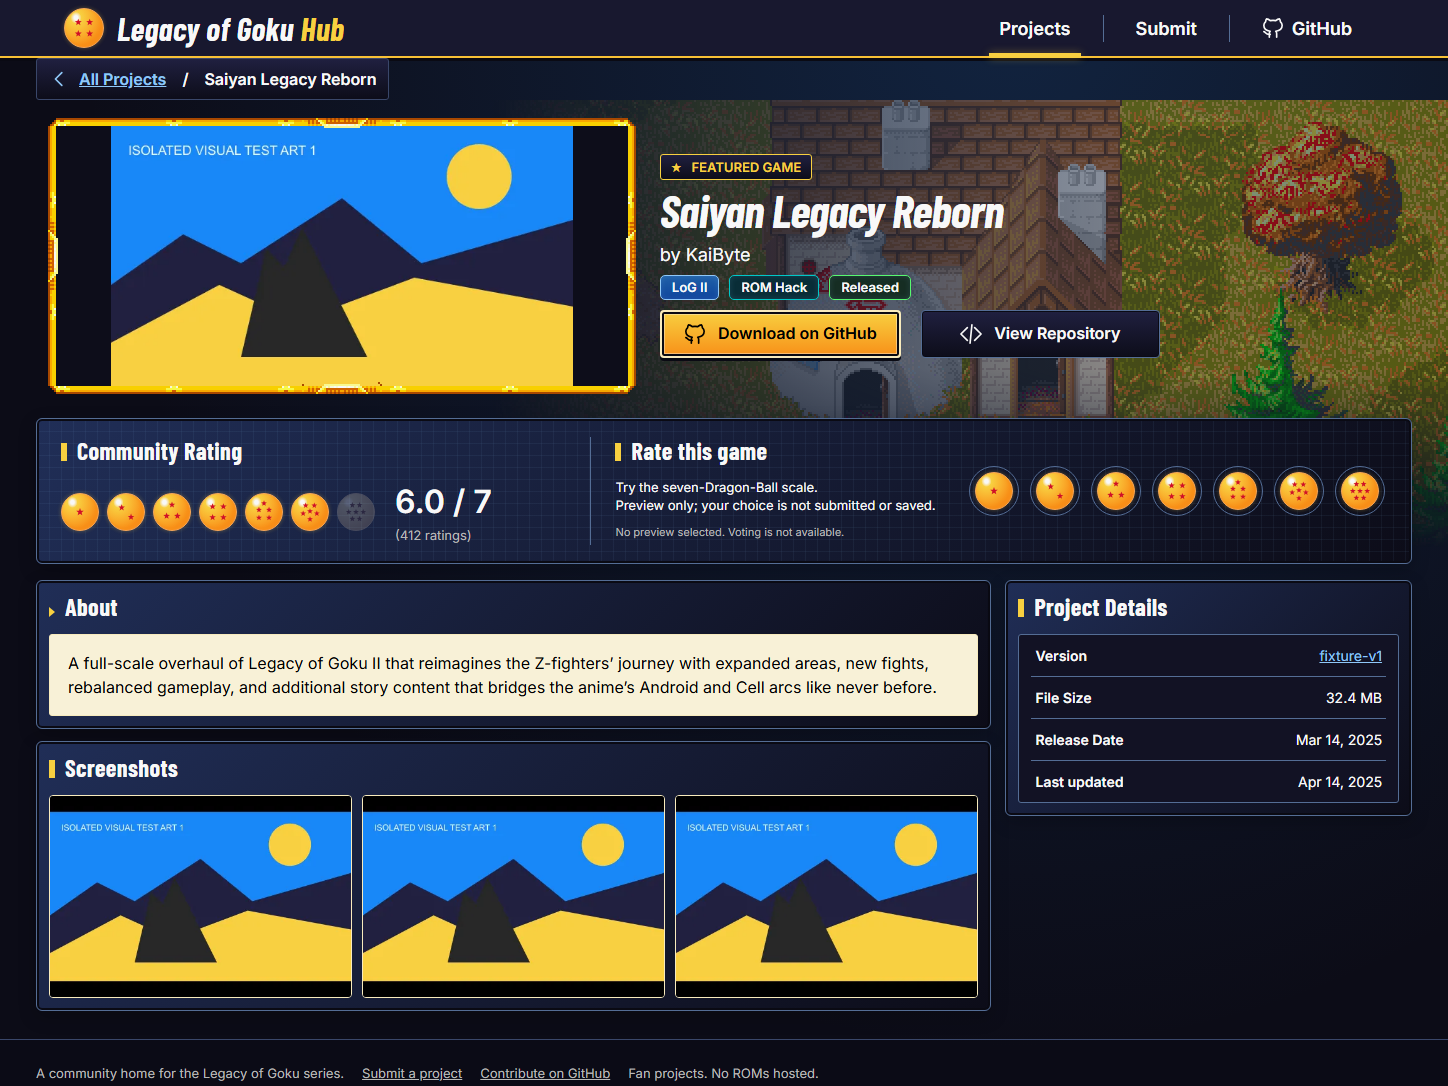 Legacy of Goku Hub
Projects
Submit
GitHub
All Projects / Saiyan Legacy Reborn
ISOLATED VISUAL TEST ART 1
★ FEATURED GAME
Saiyan Legacy Reborn
by KaiByte
LoG II
ROM Hack
Released
Download on GitHub
View Repository
Community Rating
6.0 / 7
(412 ratings)
Rate this game
Try the seven-Dragon-Ball scale.
Preview only; your choice is not submitted or saved.
No preview selected. Voting is not available.
About
A full-scale overhaul of Legacy of Goku II that reimagines the Z-fighters’ journey with expanded areas, new fights,
rebalanced gameplay, and additional story content that bridges the anime’s Android and Cell arcs like never before.
Project Details
Version fixture-v1
File Size 32.4 MB
Release Date Mar 14, 2025
Last updated Apr 14, 2025
Screenshots
ISOLATED VISUAL TEST ART 1
ISOLATED VISUAL TEST ART 1
ISOLATED VISUAL TEST ART 1
A community home for the Legacy of Goku series. Submit a project Contribute on GitHub Fan projects. No ROMs hosted.